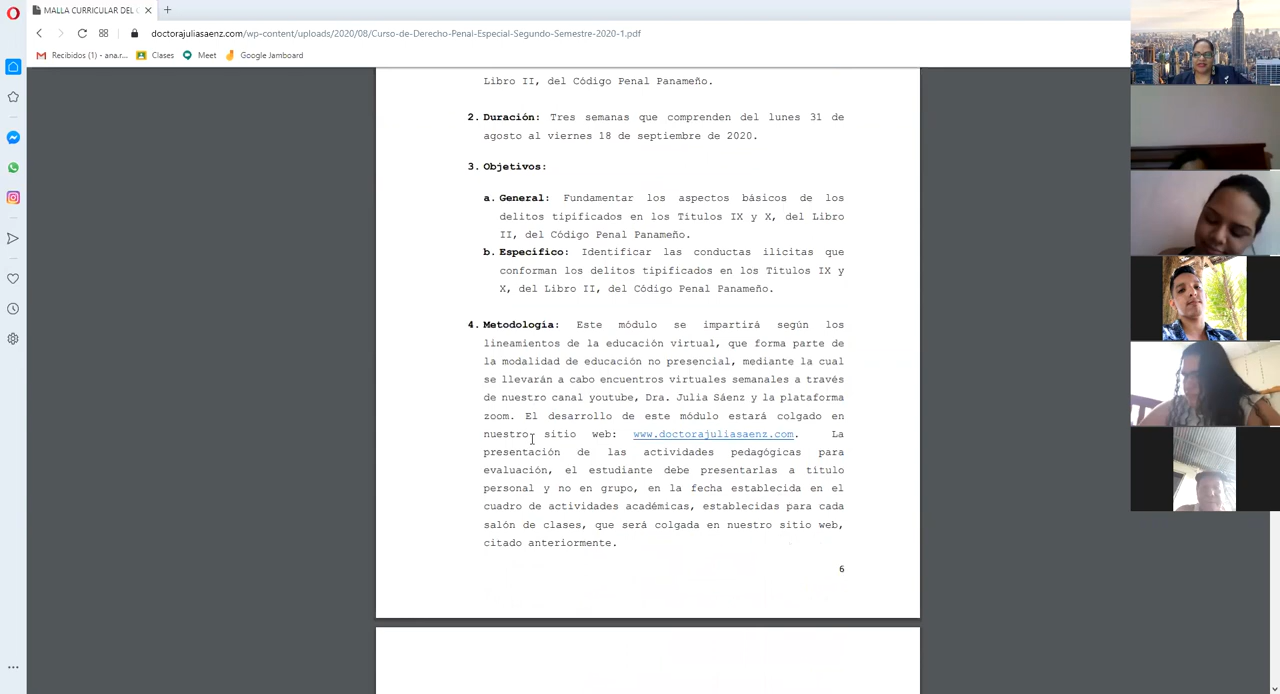 MALLA CURRICULAR DEL
doctorajuliasaenz.com/wp-content/uploads/2020/08/Curso-de-Derecho-Penal-Especial-Segundo-Semestre-2020-1.pdf
Recibidos (1) - ana.r... Clases Meet Google Jamboard
Libro II, del Código Penal Panameño.
2. Duración: Tres semanas que comprenden del lunes 31 de
agosto al viernes 18 de septiembre de 2020.
3. Objetivos:
a. General: Fundamentar los aspectos básicos de los
delitos tipificados en los Títulos IX y X, del Libro
II, del Código Penal Panameño.
b. Específico: Identificar las conductas ilícitas que
conforman los delitos tipificados en los Títulos IX y
X, del Libro II, del Código Penal Panameño.
4. Metodología: Este módulo se impartirá según los
lineamientos de la educación virtual, que forma parte de
la modalidad de educación no presencial, mediante la cual
se llevarán a cabo encuentros virtuales semanales a través
de nuestro canal youtube, Dra. Julia Sáenz y la plataforma
zoom. El desarrollo de este módulo estará colgado en
nuestro sitio web: www.doctorajuliasaenz.com. La
presentación de las actividades pedagógicas para
evaluación, el estudiante debe presentarlas a título
personal y no en grupo, en la fecha establecida en el
cuadro de actividades académicas, establecidas para cada
salón de clases, que será colgada en nuestro sitio web,
citado anteriormente.
6